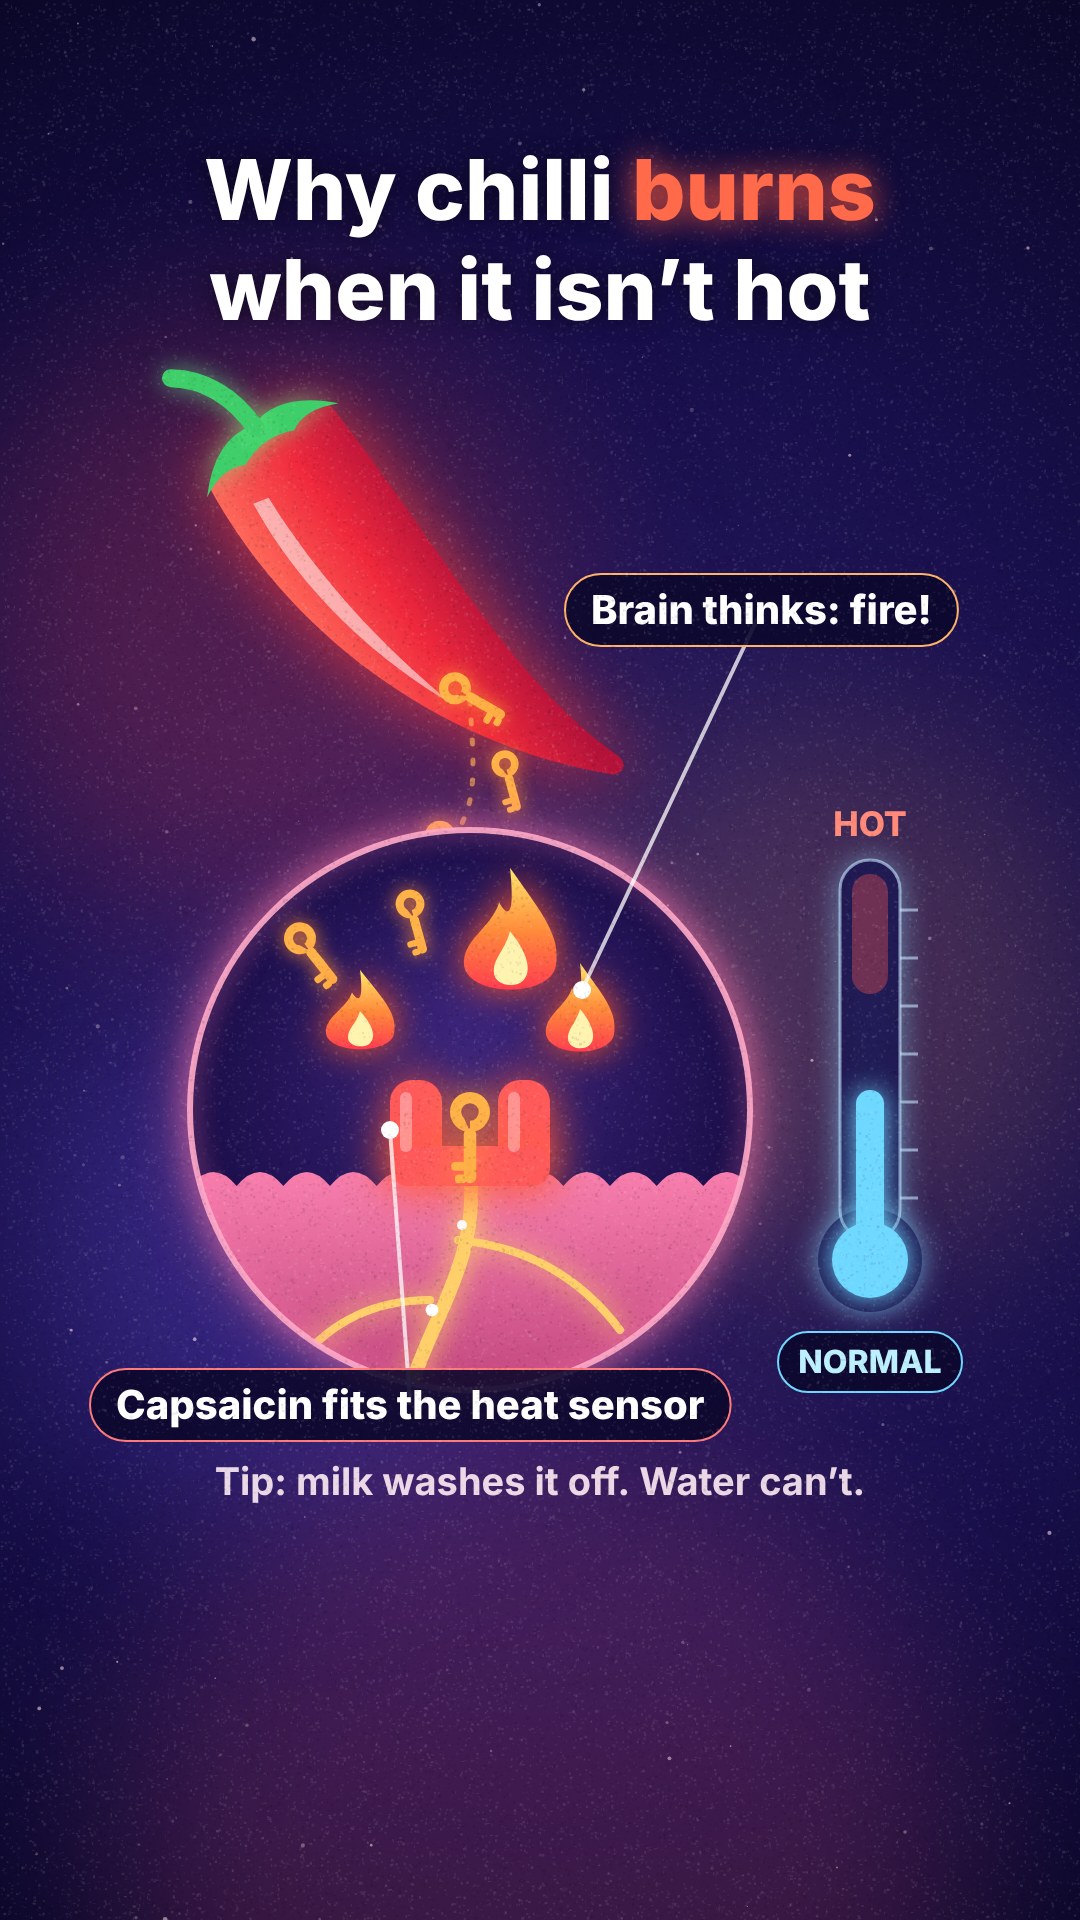 Why chilli burns
when it isn’t hot
Brain thinks: fire!
HOT
NORMAL
Capsaicin fits the heat sensor
Tip: milk washes it off. Water can’t.